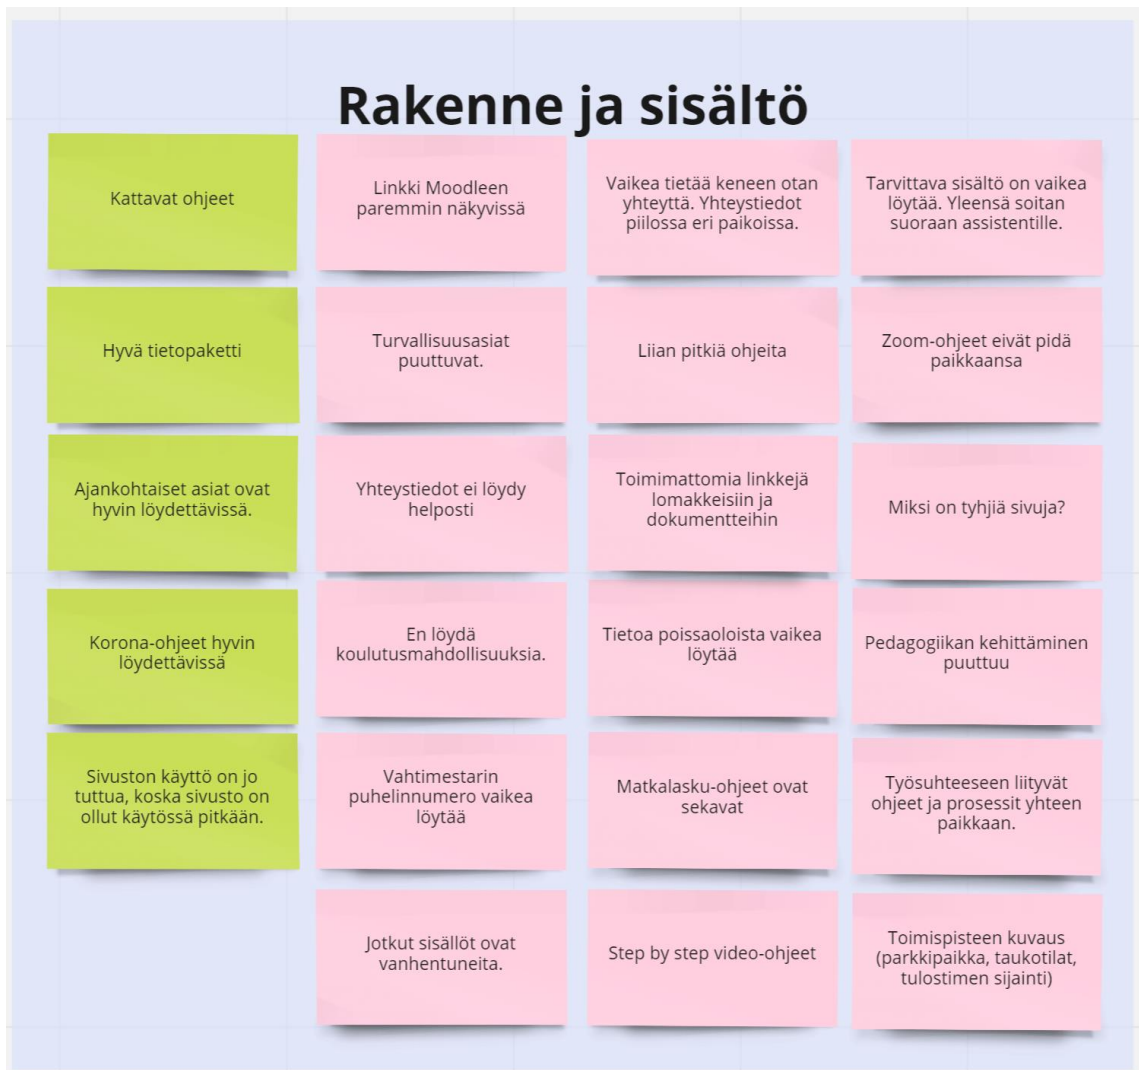 Rakenne ja sisältö
Kattavat ohjeet
Linkki Moodleen
paremmin näkyvissä
Vaikea tietää keneen otan
yhteyttä. Yhteystiedot
piilossa eri paikoissa.
Tarvittava sisältö on vaikea
löytää. Yleensä soitan
suoraan assistentille.
Hyvä tietopaketti
Turvallisuusasiat
puuttuvat.
Liian pitkiä ohjeita
Zoom-ohjeet eivät pidä
paikkaansa
Ajankohtaiset asiat ovat
hyvin löydettävissä.
Yhteystiedot ei löydy
helposti
Toimimattomia linkkejä
lomakkeisiin ja
dokumentteihin
Miksi on tyhjiä sivuja?
Korona-ohjeet hyvin
löydettävissä
En löydä
koulutusmahdollisuuksia.
Tietoa poissaoloista vaikea
löytää
Pedagogiikan kehittäminen
puuttuu
Sivuston käyttö on jo
tuttua, koska sivusto on
ollut käytössä pitkään.
Vahtimestarin
puhelinnumero vaikea
löytää
Matkalasku-ohjeet ovat
sekavat
Työsuhteeseen liityvät
ohjeet ja prosessit yhteen
paikkaan.
Jotkut sisällöt ovat
vanhentuneita.
Step by step video-ohjeet
Toimispisteen kuvaus
(parkkipaikka, taukotilat,
tulostimen sijainti)